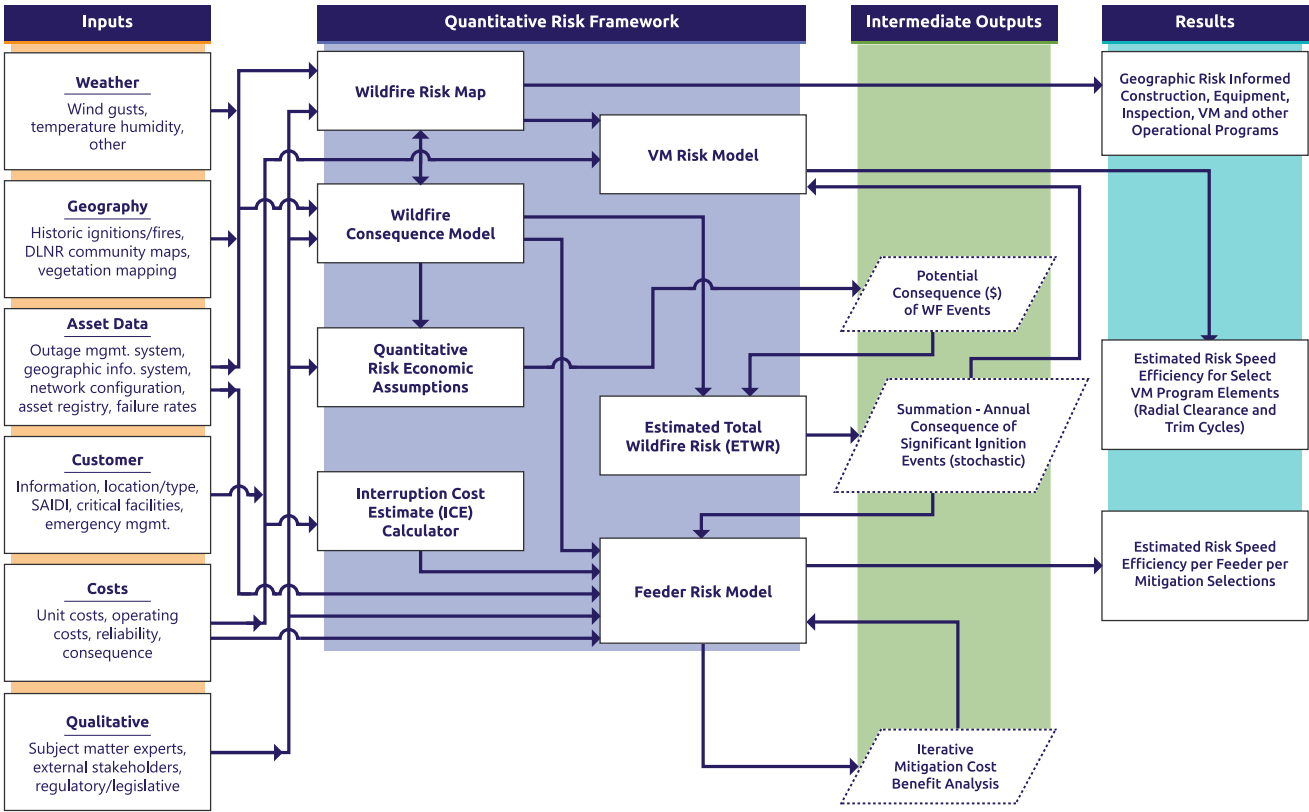 Inputs
Quantitative Risk Framework
Intermediate Outputs
Results
Weather
Wind gusts,
temperature humidity,
other
Geography
Historic ignitions/fires,
DLNR community maps,
vegetation mapping
Asset Data
Outage mgmt. system,
geographic info. system,
network configuration,
asset registry, failure rates
Customer
Information, location/type,
SAIDI, critical facilities,
emergency mgmt.
Costs
Unit costs, operating
costs, reliability,
consequence
Qualitative
Subject matter experts,
external stakeholders,
regulatory/legislative
Wildfire Risk Map
VM Risk Model
Wildfire
Consequence Model
Quantitative
Risk Economic
Assumptions
Estimated Total
Wildfire Risk (ETWR)
Interruption Cost
Estimate (ICE)
Calculator
Feeder Risk Model
Potential
Consequence ($)
of WF Events
Summation - Annual
Consequence of
Significant Ignition
Events (stochastic)
Iterative
Mitigation Cost
Benefit Analysis
Geographic Risk Informed
Construction, Equipment,
Inspection, VM and other
Operational Programs
Estimated Risk Speed
Efficiency for Select
VM Program Elements
(Radial Clearance and
Trim Cycles)
Estimated Risk Speed
Efficiency per Feeder per
Mitigation Selections